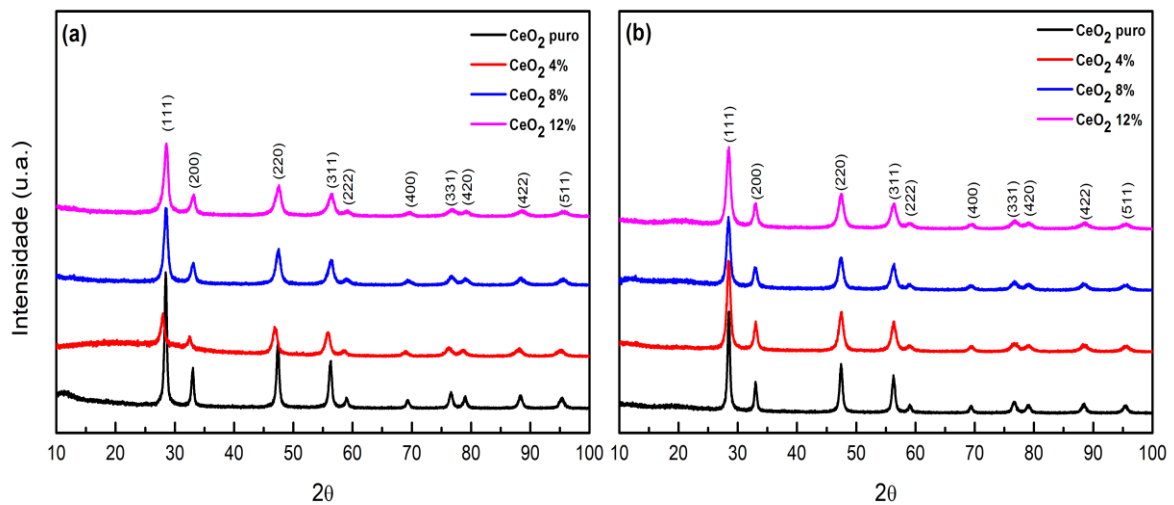 (a)
CeO2 puro
CeO2 4%
CeO2 8%
CeO2 12%
(111)
(200)
(220)
(311)
(222)
(400)
(331)
(420)
(422)
(511)
Intensidade (u.a.)
10 20 30 40 50 60 70 80 90 100
2θ
(b)
CeO2 puro
CeO2 4%
CeO2 8%
CeO2 12%
(111)
(200)
(220)
(311)
(222)
(400)
(331)
(420)
(422)
(511)
10 20 30 40 50 60 70 80 90 100
2θ